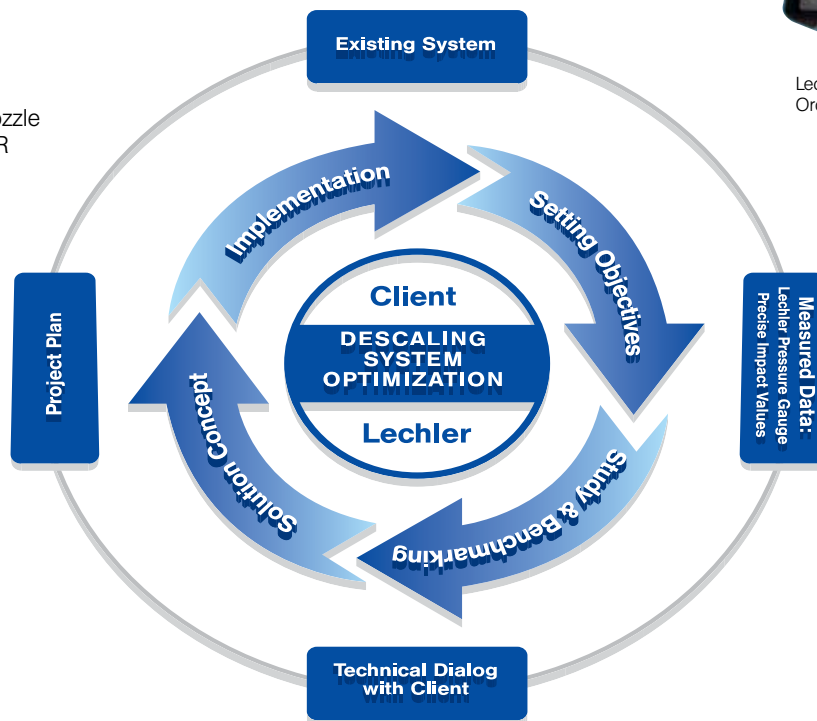 Existing System
Implementation
Setting Objectives
Client
DESCALING
SYSTEM
OPTIMIZATION
Lechler
Project Plan
Measured Data:
Lechler Pressure Gauge
Precise Impact Values
Solution Concept
Study & Benchmarking
Technical Dialog
with Client